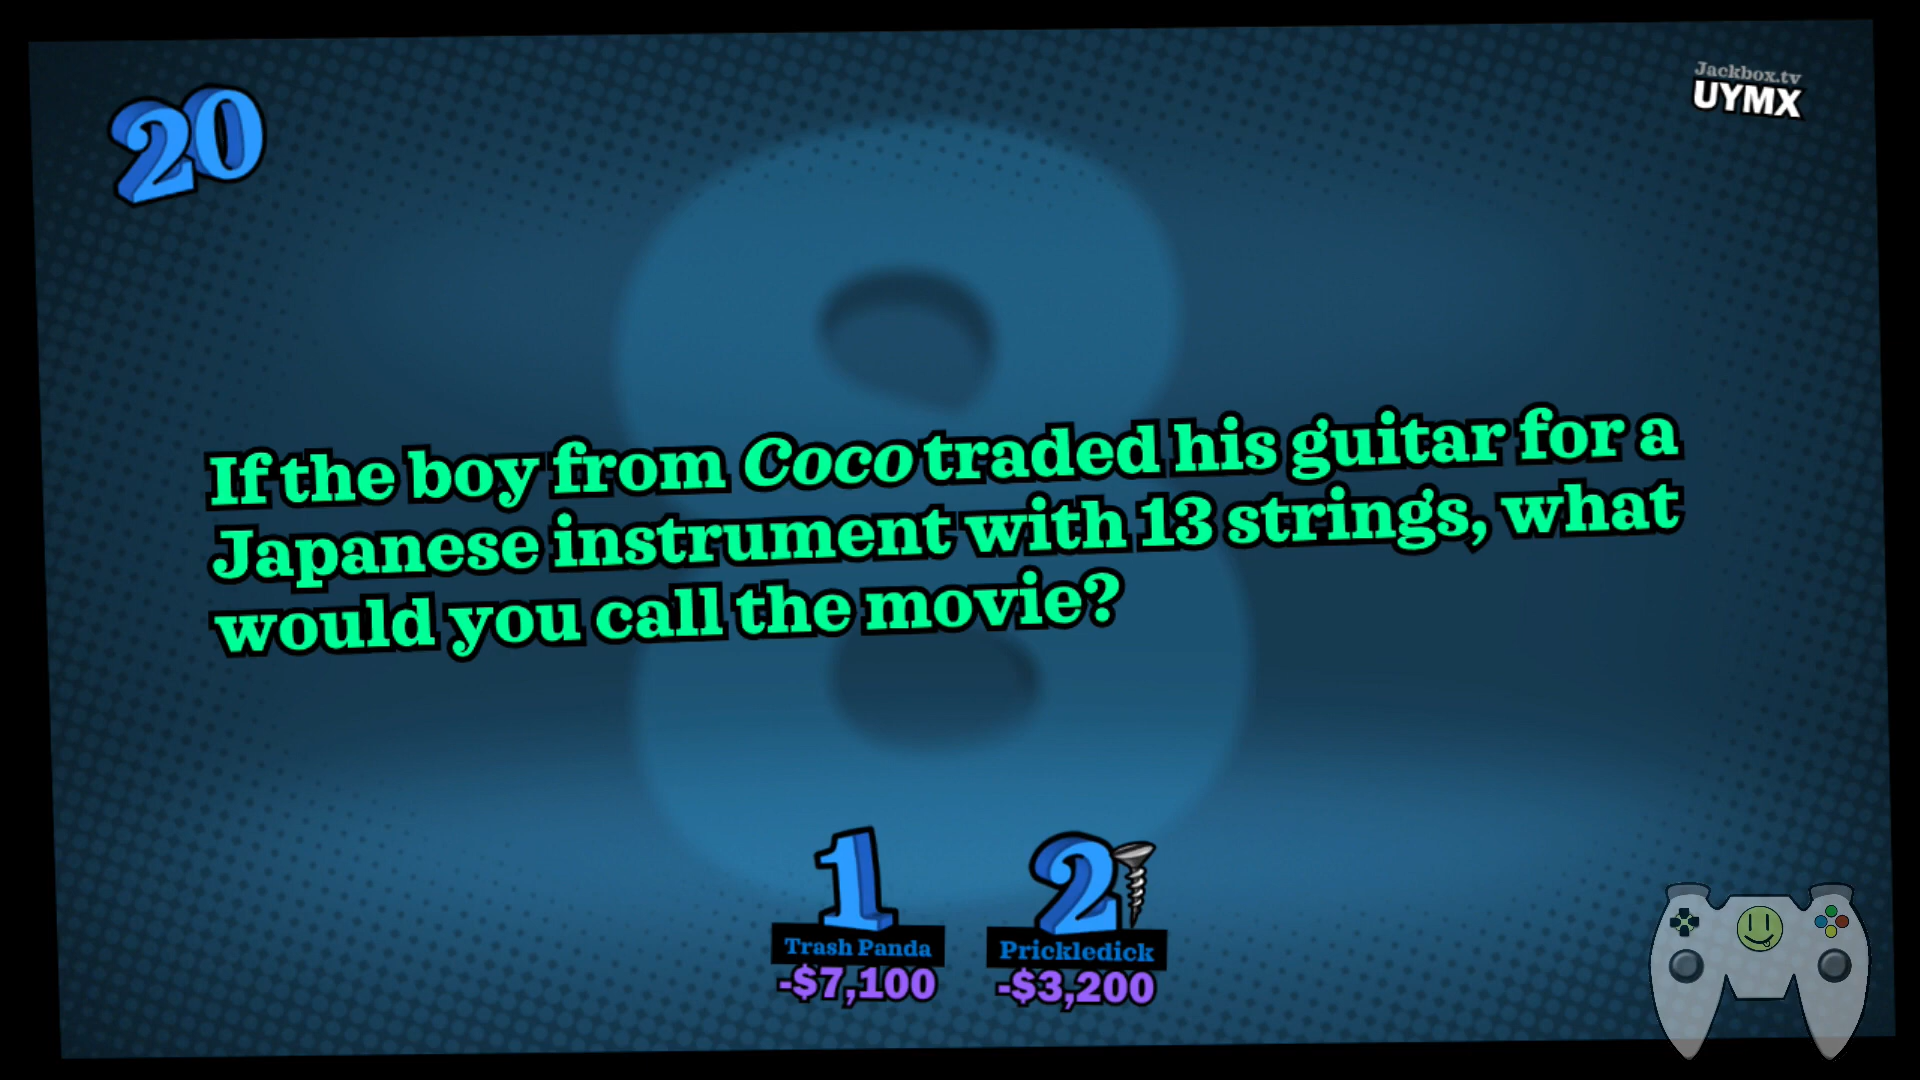 20
Jackbox.tv
UYMX
If the boy from Coco traded his guitar for a
Japanese instrument with 13 strings, what
would you call the movie?
8
1
2
Trash Panda
Prickledick
-$7,100
-$3,200